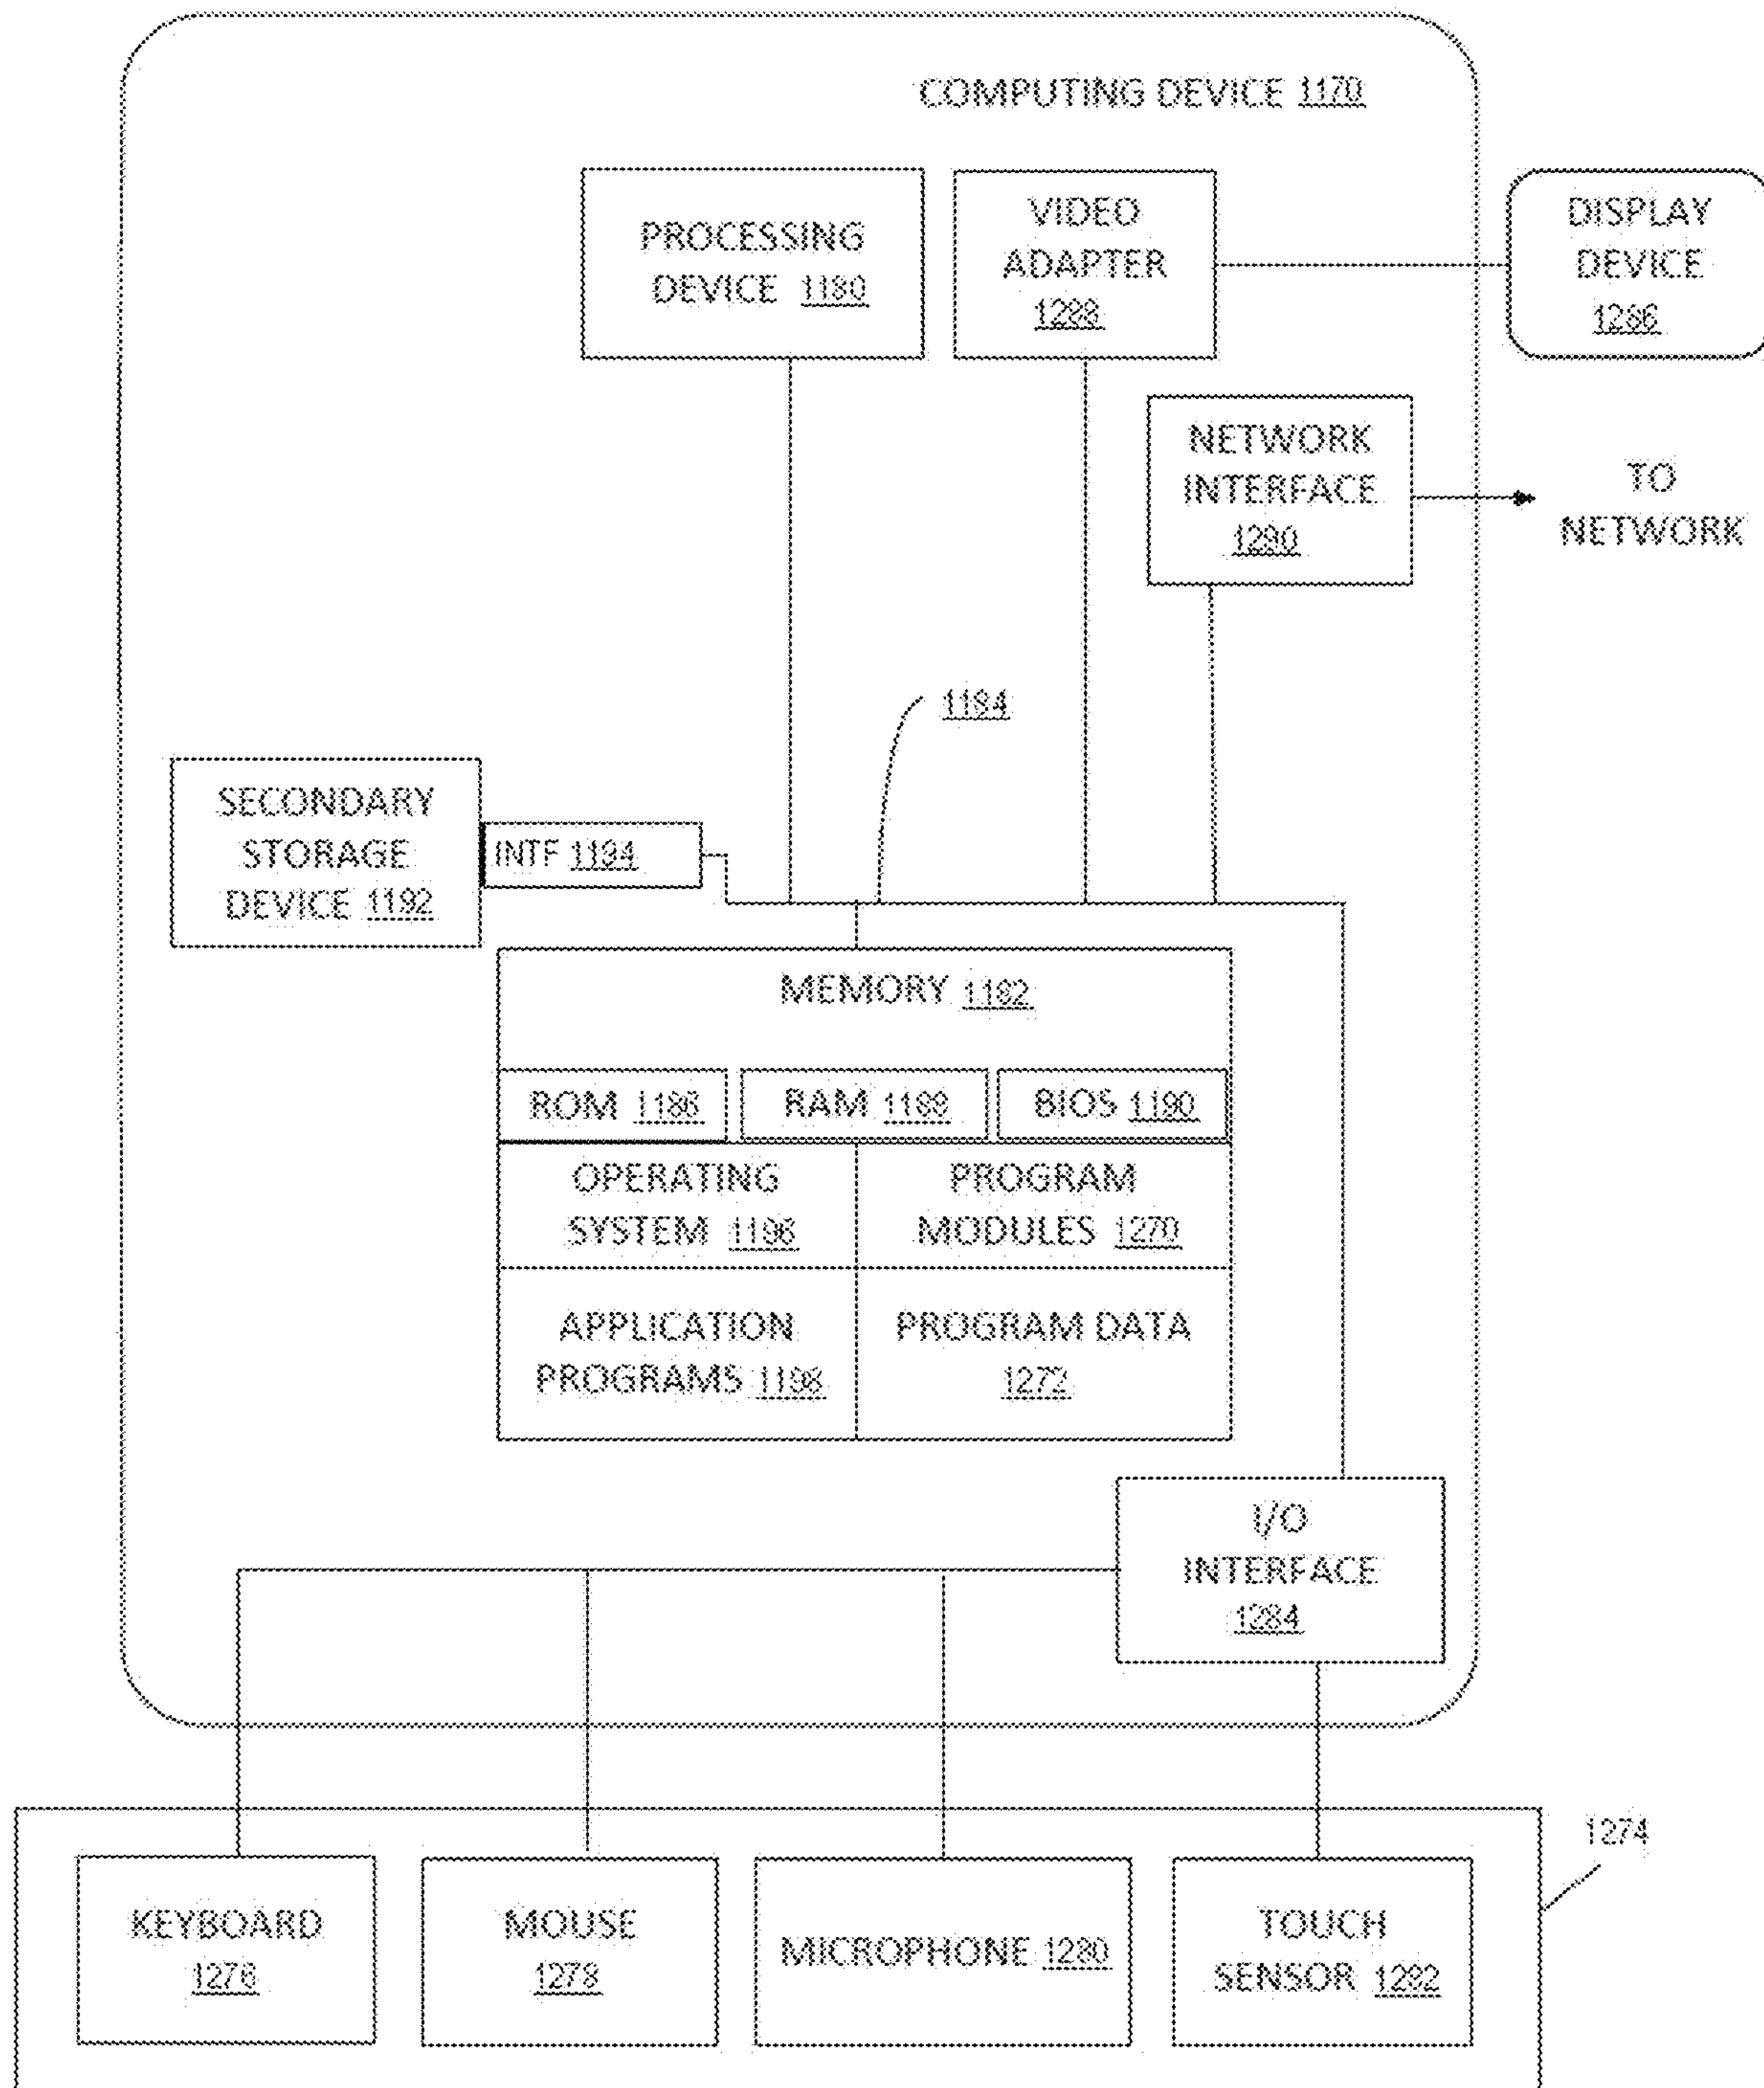 COMPUTING DEVICE 1170
PROCESSING
DEVICE 1180
VIDEO
ADAPTER
1288
DISPLAY
DEVICE
1286
NETWORK
INTERFACE
1290
TO
NETWORK
1184
SECONDARY
STORAGE
DEVICE 1192
INTF 1194
MEMORY 1182
ROM 1186
RAM 1188
BIOS 1190
OPERATING
SYSTEM 1196
PROGRAM
MODULES 1270
APPLICATION
PROGRAMS 1198
PROGRAM DATA
1272
I/O
INTERFACE
1284
1274
KEYBOARD
1276
MOUSE
1278
MICROPHONE 1280
TOUCH
SENSOR 1282